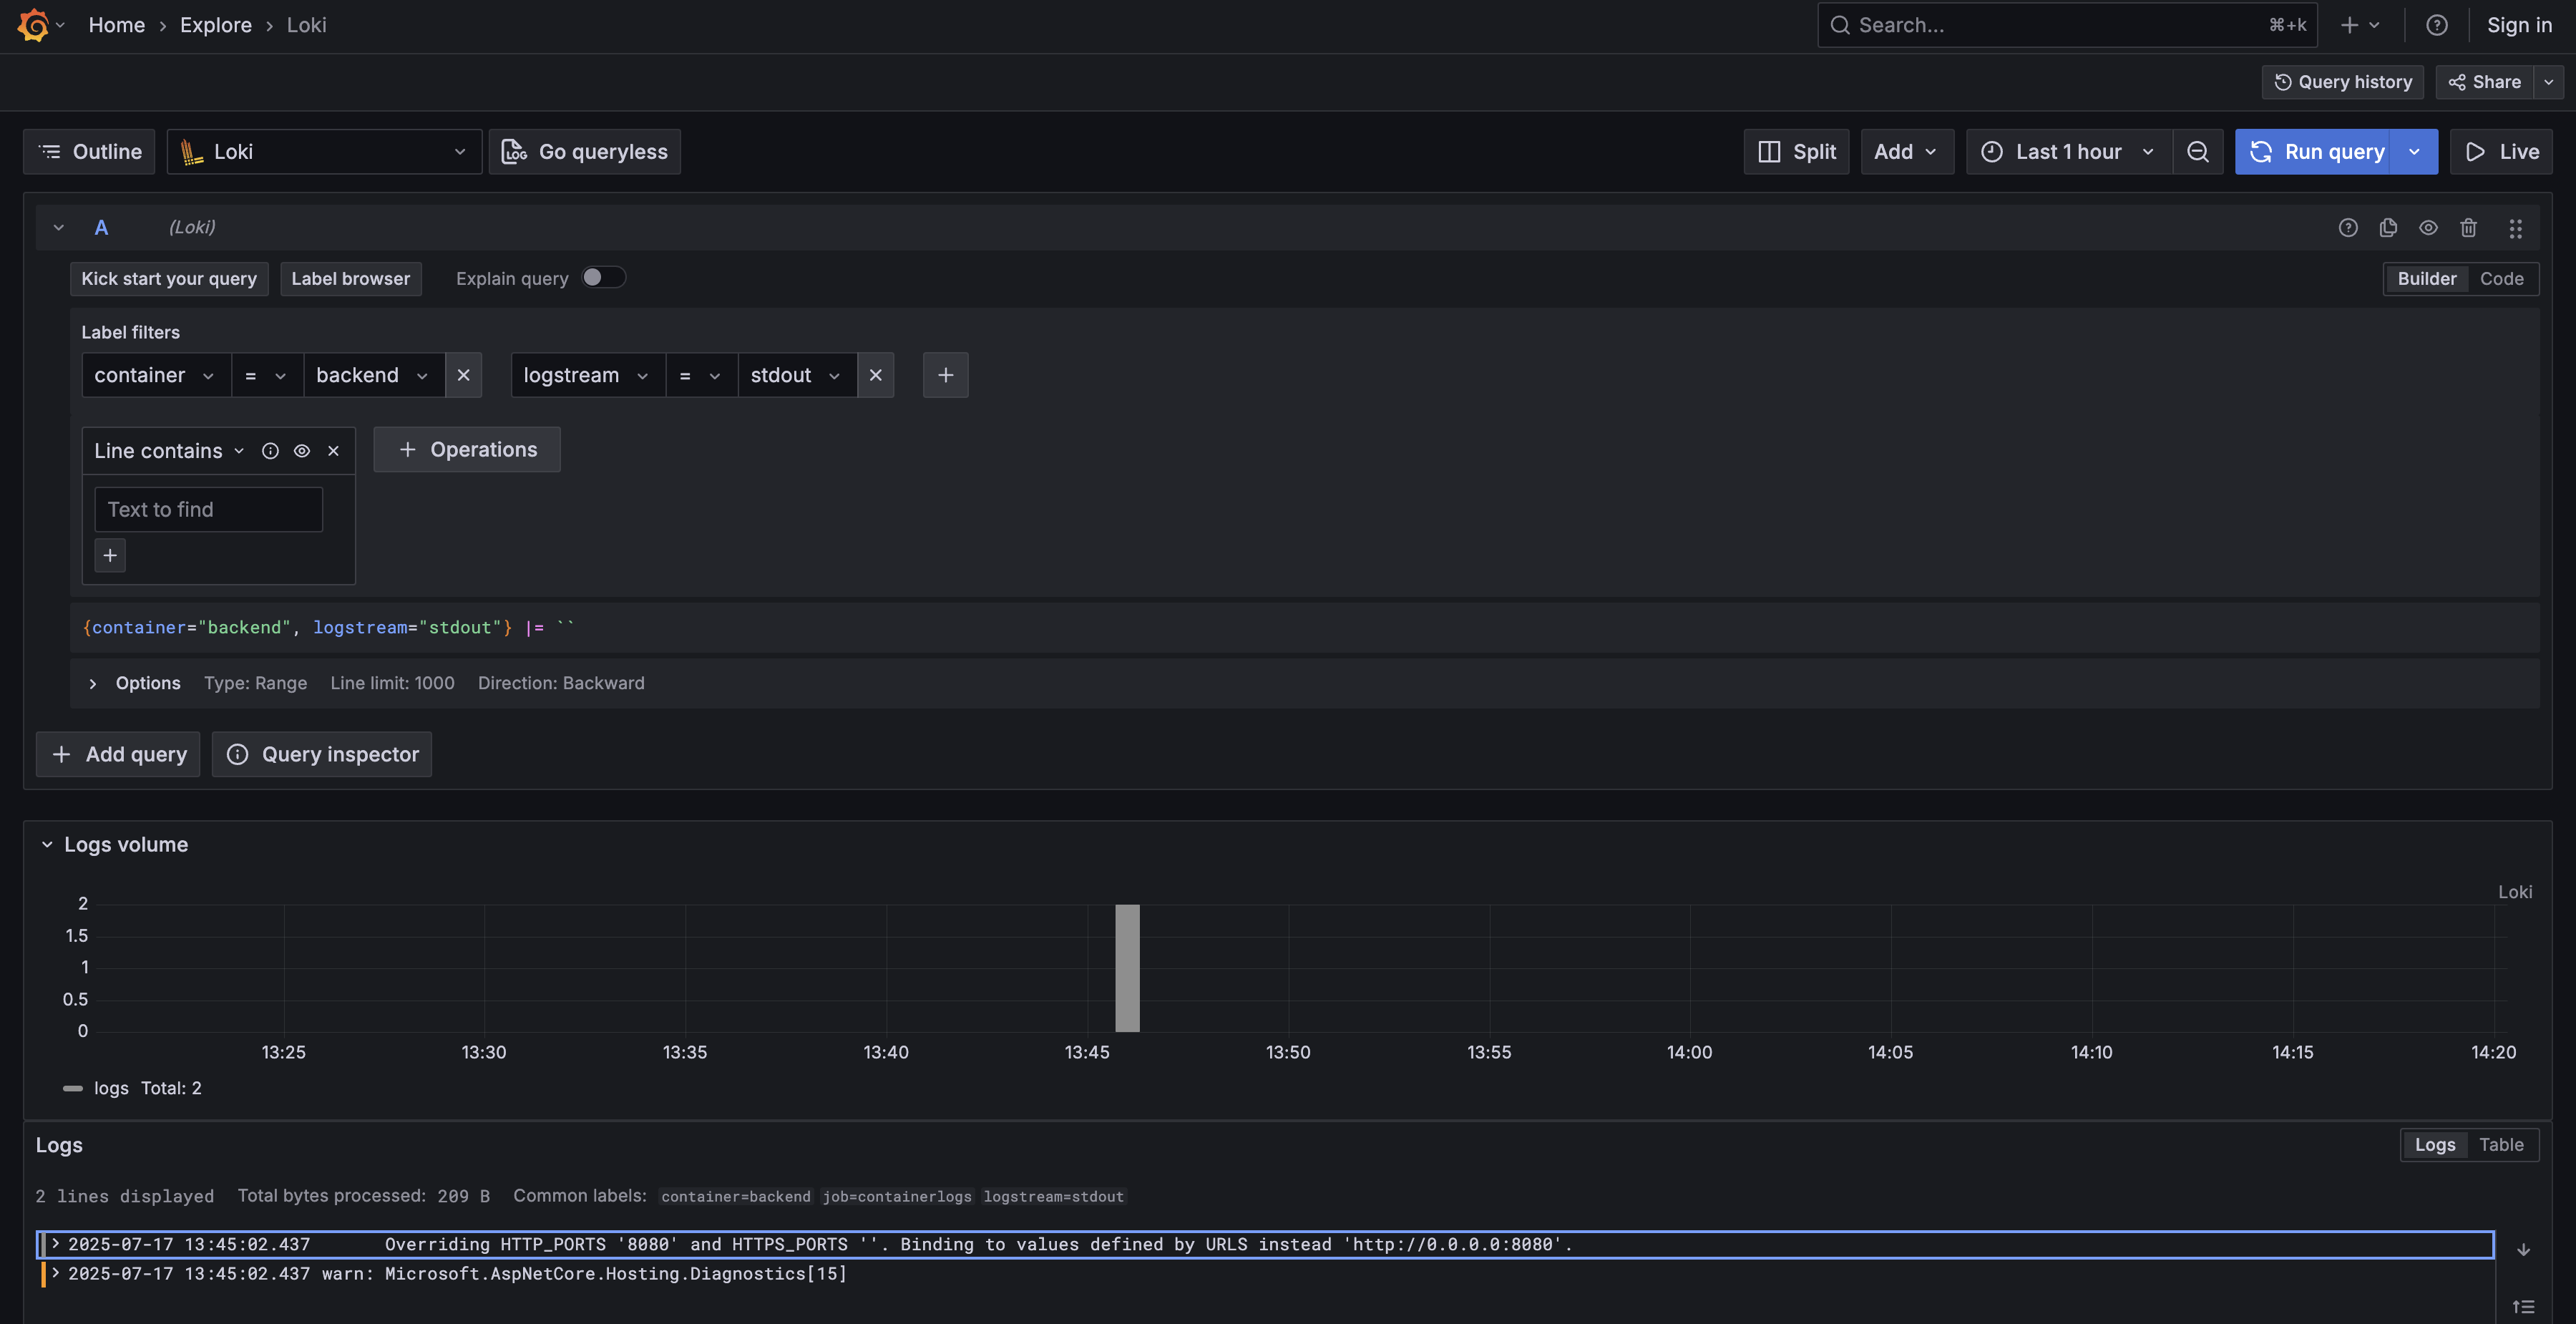 Home › Explore › Loki
Search... ⌘+k
Sign in
Query history Share
Outline Loki Go queryless Split Add Last 1 hour Run query Live
A (Loki)
Kick start your query Label browser Explain query Builder Code
Label filters
container = backend logstream = stdout
Line contains Operations
Text to find
{container="backend", logstream="stdout"} |= ``
Options Type: Range Line limit: 1000 Direction: Backward
Add query Query inspector
Logs volume
Loki
2
1.5
1
0.5
0
13:25 13:30 13:35 13:40 13:45 13:50 13:55 14:00 14:05 14:10 14:15 14:20
logs Total: 2
Logs Logs Table
2 lines displayed Total bytes processed: 209 B Common labels: container=backend job=containerlogs logstream=stdout
2025-07-17 13:45:02.437 Overriding HTTP_PORTS '8080' and HTTPS_PORTS ''. Binding to values defined by URLS instead 'http://0.0.0.0:8080'.
2025-07-17 13:45:02.437 warn: Microsoft.AspNetCore.Hosting.Diagnostics[15]